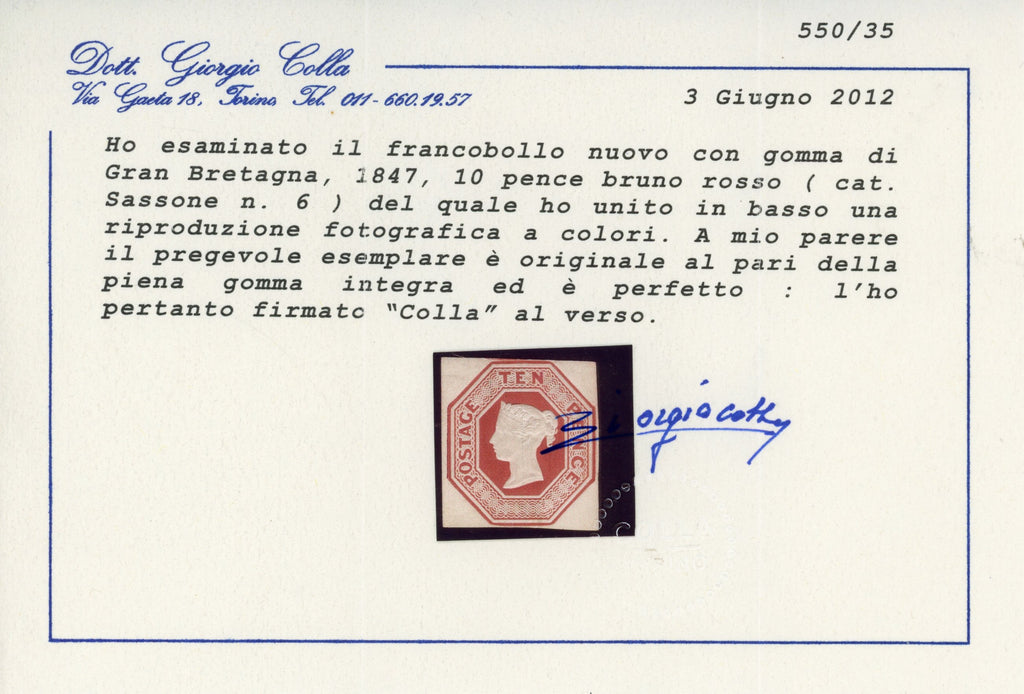 550/35
Dott. Giorgio Colla
Via Gaeta 18, Torino Tel. 011-660.19.57
3 Giugno 2012
Ho esaminato il francobollo nuovo con gomma di
Gran Bretagna, 1847, 10 pence bruno rosso ( cat.
Sassone n. 6 ) del quale ho unito in basso una
riproduzione fotografica a colori. A mio parere
il pregevole esemplare è originale al pari della
piena gomma integra ed è perfetto : l'ho
pertanto firmato "Colla" al verso.
POSTAGE TEN PENCE
Giorgio Colla